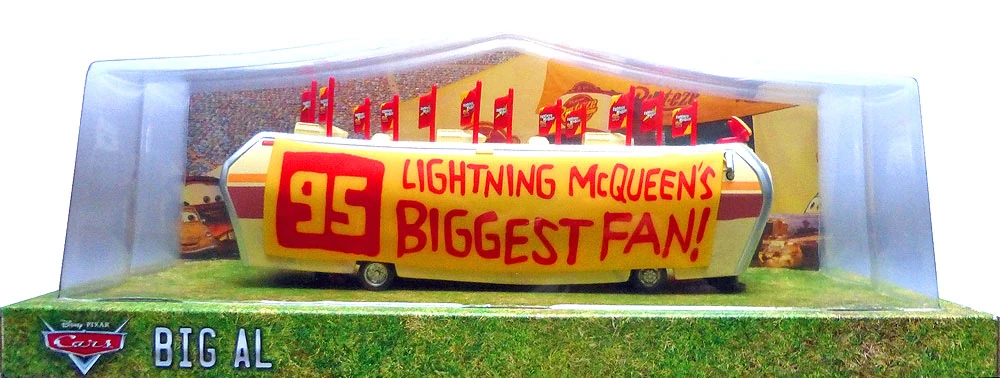 95
LIGHTNING McQUEEN'S
BIGGEST FAN!
Disney PIXAR
Cars
BIG AL